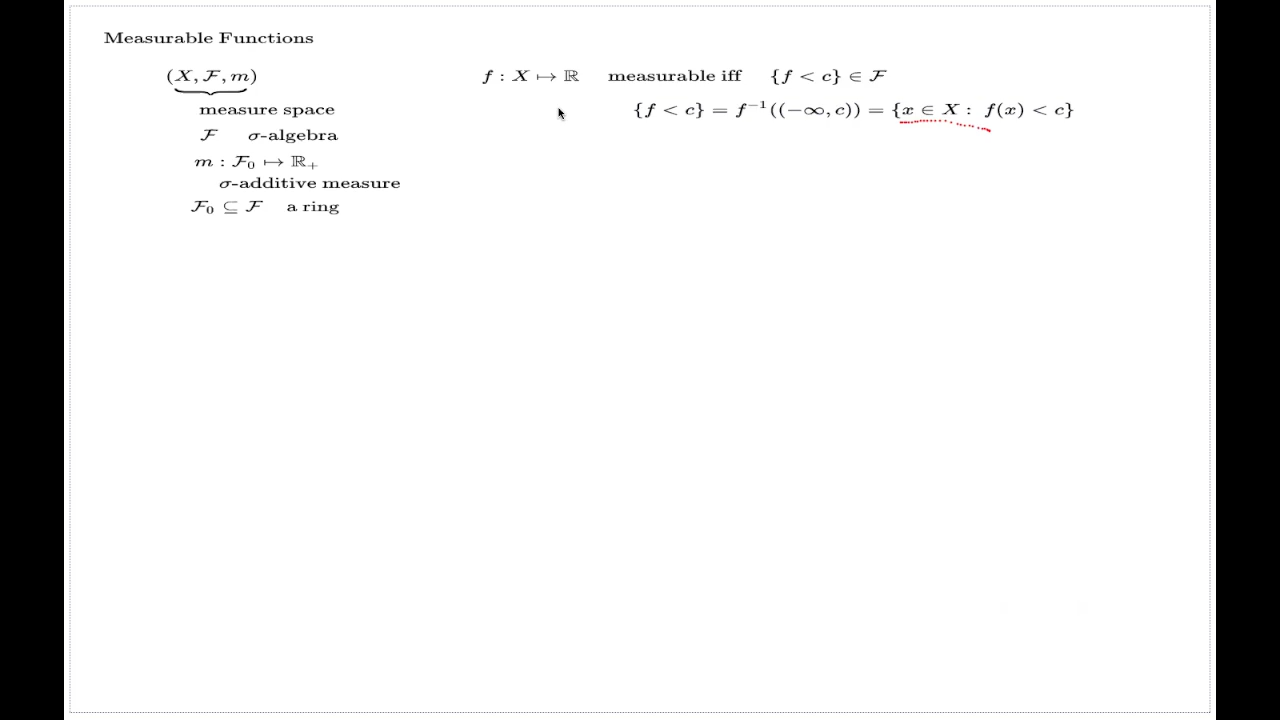 Measurable Functions
(X, ℱ, m)
measure space
ℱ σ-algebra
m : ℱ₀ ↦ ℝ₊
σ-additive measure
ℱ₀ ⊆ ℱ a ring
f : X ↦ ℝ measurable iff {f < c} ∈ ℱ
{f < c} = f⁻¹((−∞, c)) = {x ∈ X : f(x) < c}